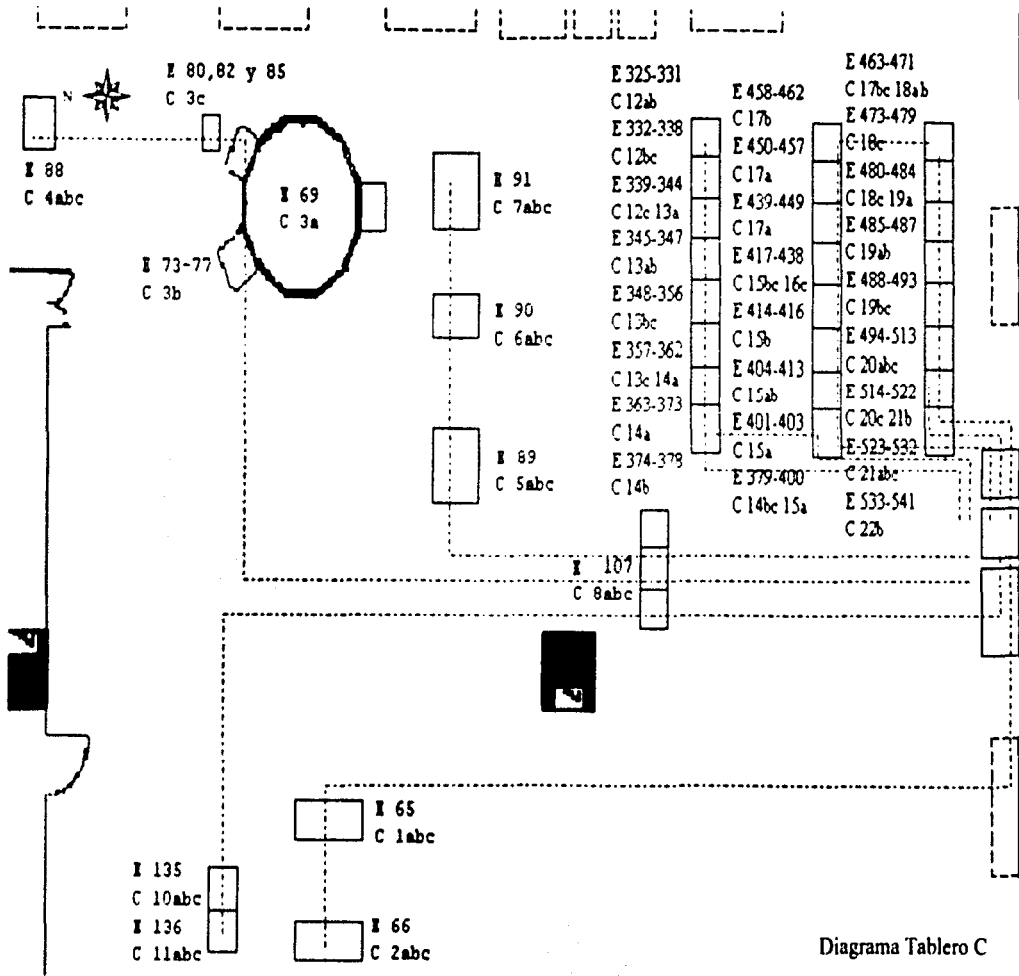 N
E 80,82 y 85
C 3c
E 88
C 4abc
E 69
C 3a
E 73-77
C 3b
E 91
C 7abc
E 90
C 6abc
E 89
C 5abc
E 325-331
C 12ab
E 332-338
C 12bc
E 339-344
C 12c 13a
E 345-347
C 13ab
E 348-356
C 13bc
E 357-362
C 13c 14a
E 363-373
C 14a
E 374-378
C 14b
E 458-462
C 17b
E 450-457
C 17a
E 439-449
C 17a
E 417-438
C 15bc 16c
E 414-416
C 15b
E 404-413
C 15ab
E 401-403
C 15a
E 379-400
C 14bc 15a
E 463-471
C 17bc 18ab
E 473-479
C 18c
E 480-484
C 18c 19a
E 485-487
C 19ab
E 488-493
C 19bc
E 494-513
C 20abc
E 514-522
C 20c 21b
E 523-532
C 21abc
E 533-541
C 22b
E 107
C 8abc
E 65
C 1abc
E 135
C 10abc
E 136
C 11abc
E 66
C 2abc
Diagrama Tablero C